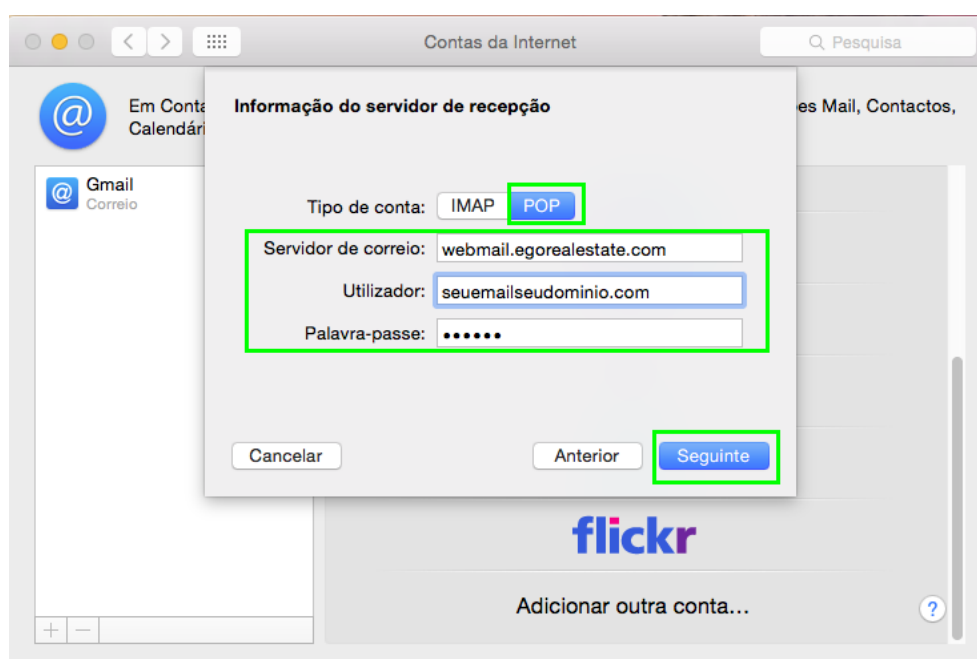 Contas da Internet
Pesquisa
Em Conta
Calendári
es Mail, Contactos,
Informação do servidor de recepção
Gmail
Correio
Tipo de conta: IMAP POP
Servidor de correio: webmail.egorealestate.com
Utilizador: seuemailseudominio.com
Palavra-passe: ••••••
Cancelar Anterior Seguinte
flickr
Adicionar outra conta...
?